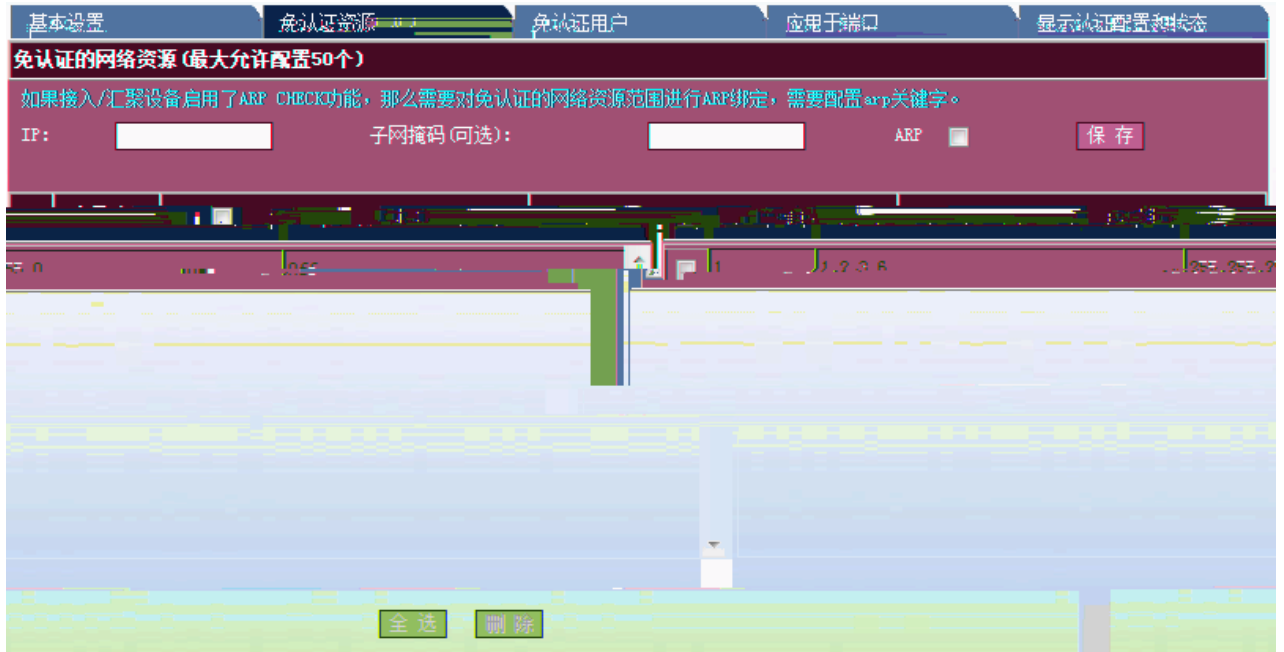 基本设置 免认证资源 免认证用户 应用于端口 显示认证配置和状态
免认证的网络资源(最大允许配置50个)
如果接入/汇聚设备启用了ARP CHECK功能，那么需要对免认证的网络资源范围进行ARP绑定，需要配置arp关键字。
IP: 子网掩码(可选): ARP 保 存
1
全 选 删 除